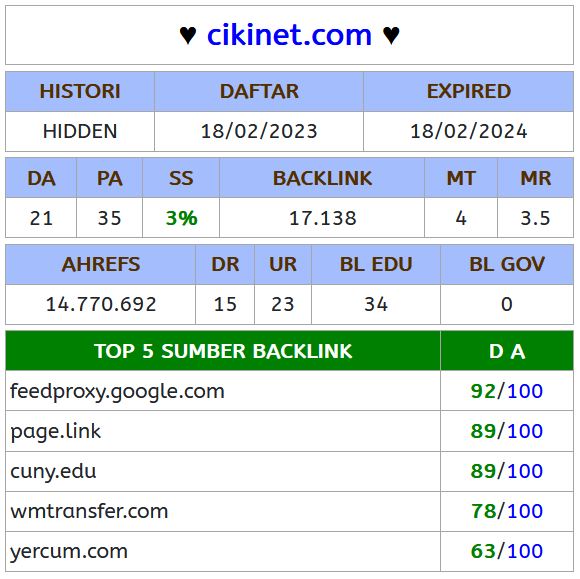 ♥ cikinet.com ♥
HISTORI DAFTAR EXPIRED
HIDDEN 18/02/2023 18/02/2024
DA PA SS BACKLINK MT MR
21 35 3% 17.138 4 3.5
AHREFS DR UR BL EDU BL GOV
14.770.692 15 23 34 0
TOP 5 SUMBER BACKLINK D A
feedproxy.google.com 92/100
page.link 89/100
cuny.edu 89/100
wmtransfer.com 78/100
yercum.com 63/100